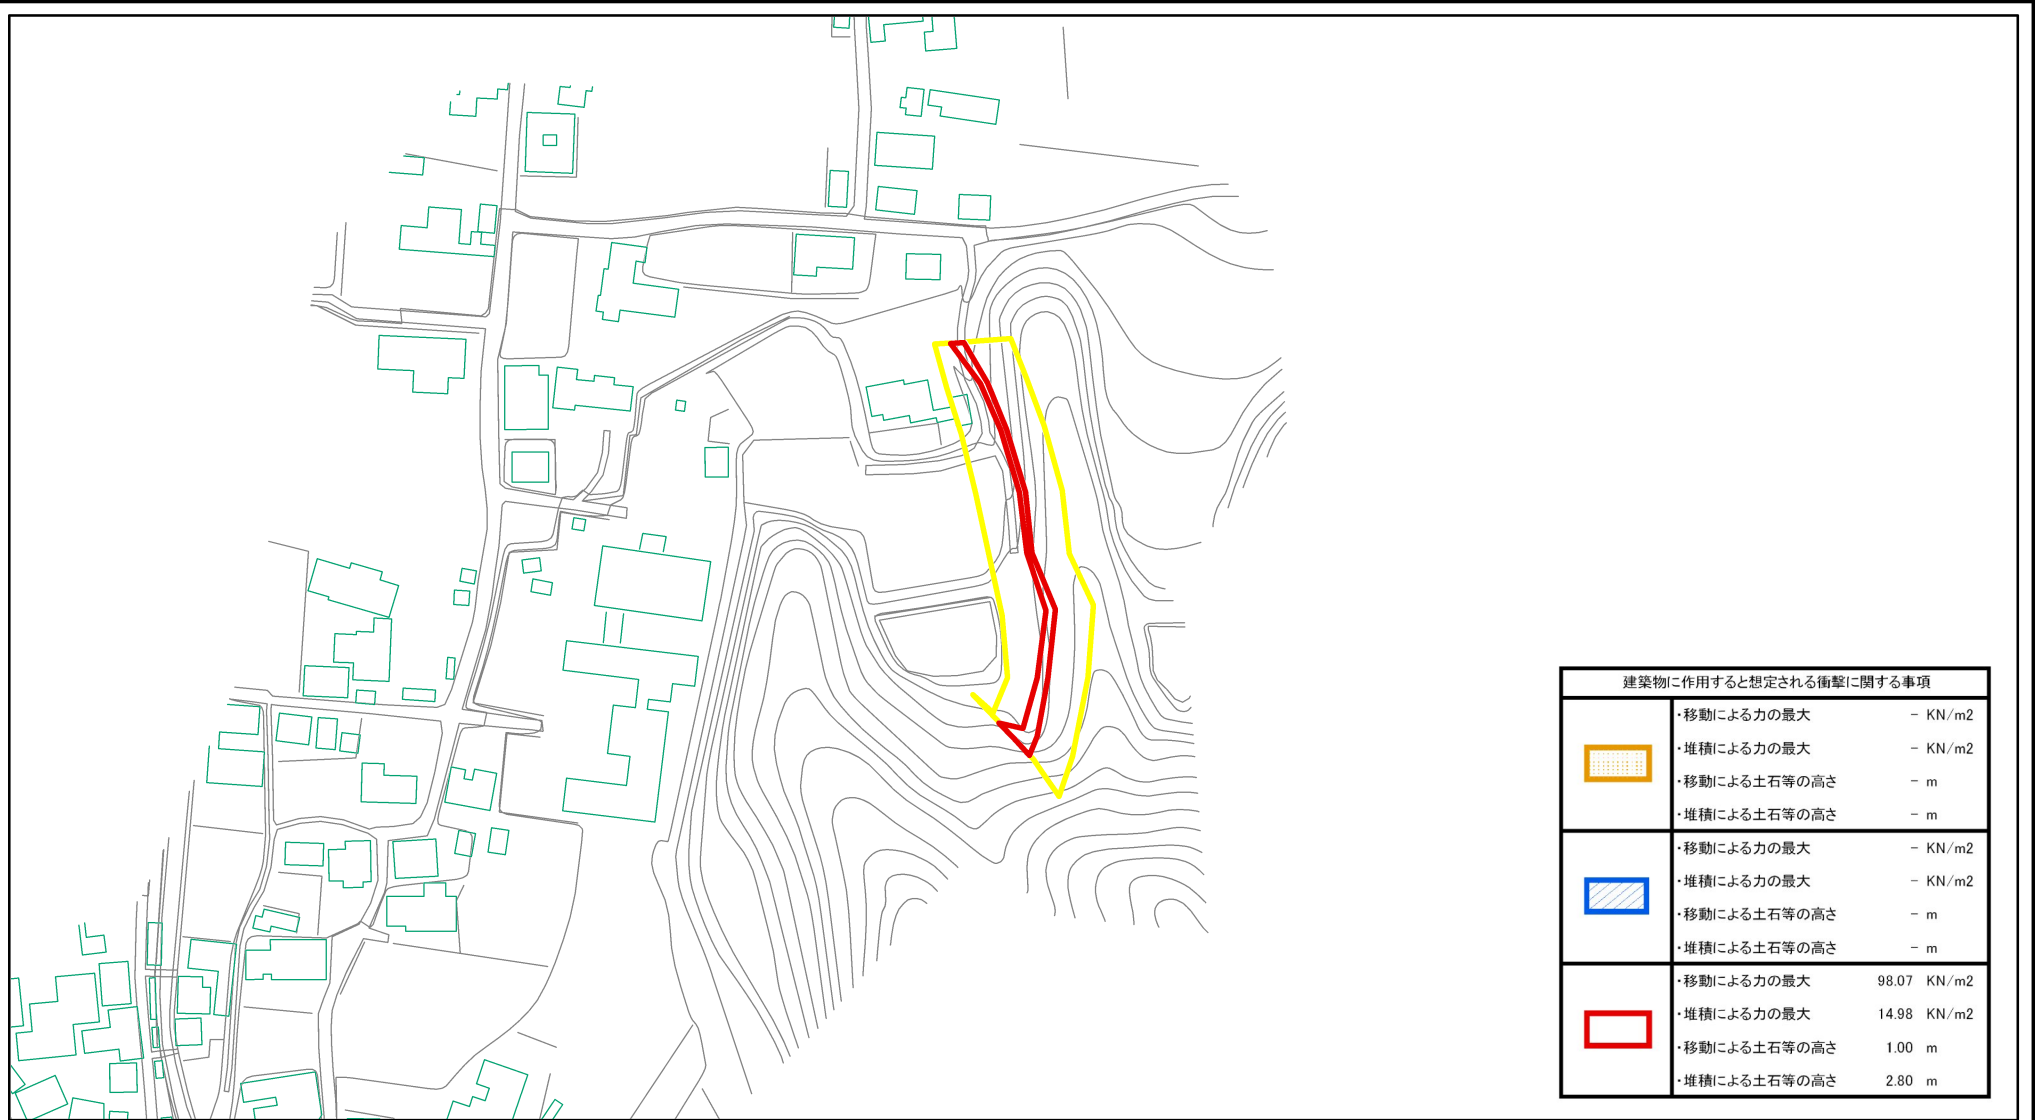 建築物に作用すると想定される衝撃に関する事項
・移動による力の最大 － KN/m2
・堆積による力の最大 － KN/m2
・移動による土石等の高さ － m
・堆積による土石等の高さ － m
・移動による力の最大 － KN/m2
・堆積による力の最大 － KN/m2
・移動による土石等の高さ － m
・堆積による土石等の高さ － m
・移動による力の最大 98.07 KN/m2
・堆積による力の最大 14.98 KN/m2
・移動による土石等の高さ 1.00 m
・堆積による土石等の高さ 2.80 m